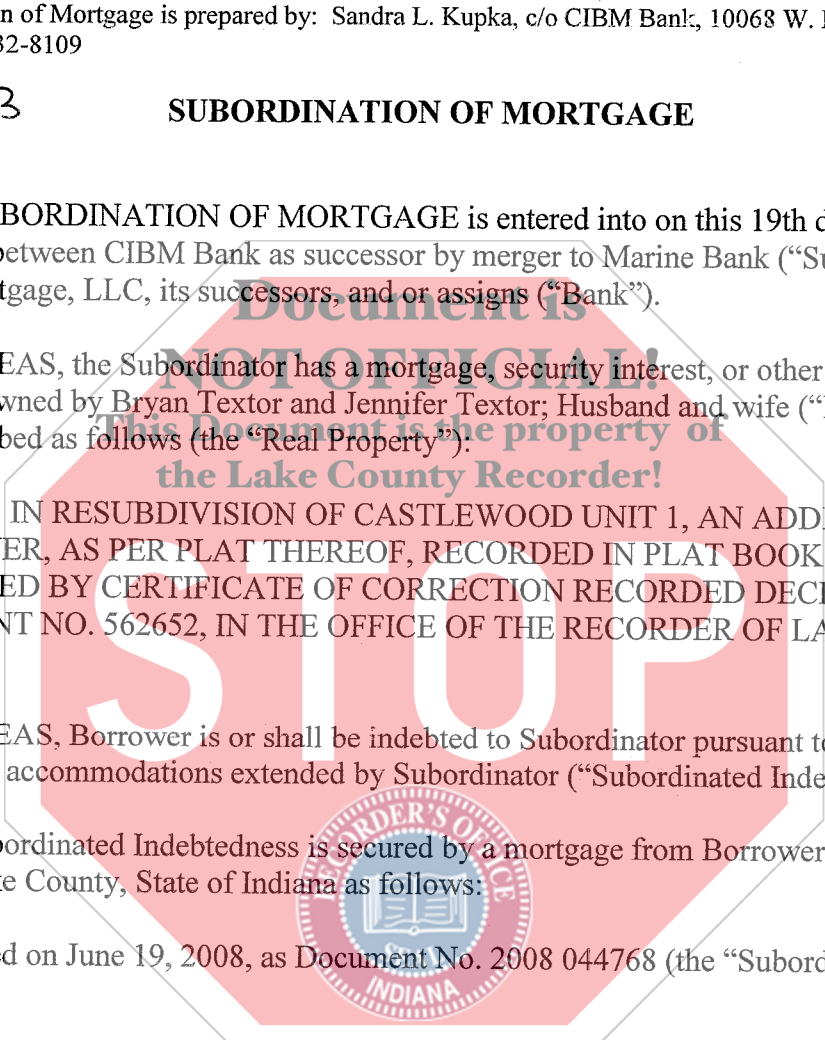 n of Mortgage is prepared by: Sandra L. Kupka, c/o CIBM Bank, 10068 W.
32-8109
3
SUBORDINATION OF MORTGAGE
BORDINATION OF MORTGAGE is entered into on this 19th d
between CIBM Bank as successor by merger to Marine Bank (“Su
tgage, LLC, its successors, and or assigns (“Bank”).
Document is
NOT OFFICIAL!
EAS, the Subordinator has a mortgage, security interest, or other
wned by Bryan Textor and Jennifer Textor; Husband and wife (“
This Document is the property of
bed as follows (the “Real Property”):
the Lake County Recorder!
IN RESUBDIVISION OF CASTLEWOOD UNIT 1, AN ADD
ER, AS PER PLAT THEREOF, RECORDED IN PLAT BOOK
ED BY CERTIFICATE OF CORRECTION RECORDED DECE
NT NO. 562652, IN THE OFFICE OF THE RECORDER OF LA
STOP
EAS, Borrower is or shall be indebted to Subordinator pursuant to
accommodations extended by Subordinator (“Subordinated Inde
ordinated Indebtedness is secured by a mortgage from Borrower
e County, State of Indiana as follows:
RECORDER'S OFFICE
SEAL
INDIANA
d on June 19, 2008, as Document No. 2008 044768 (the “Subord